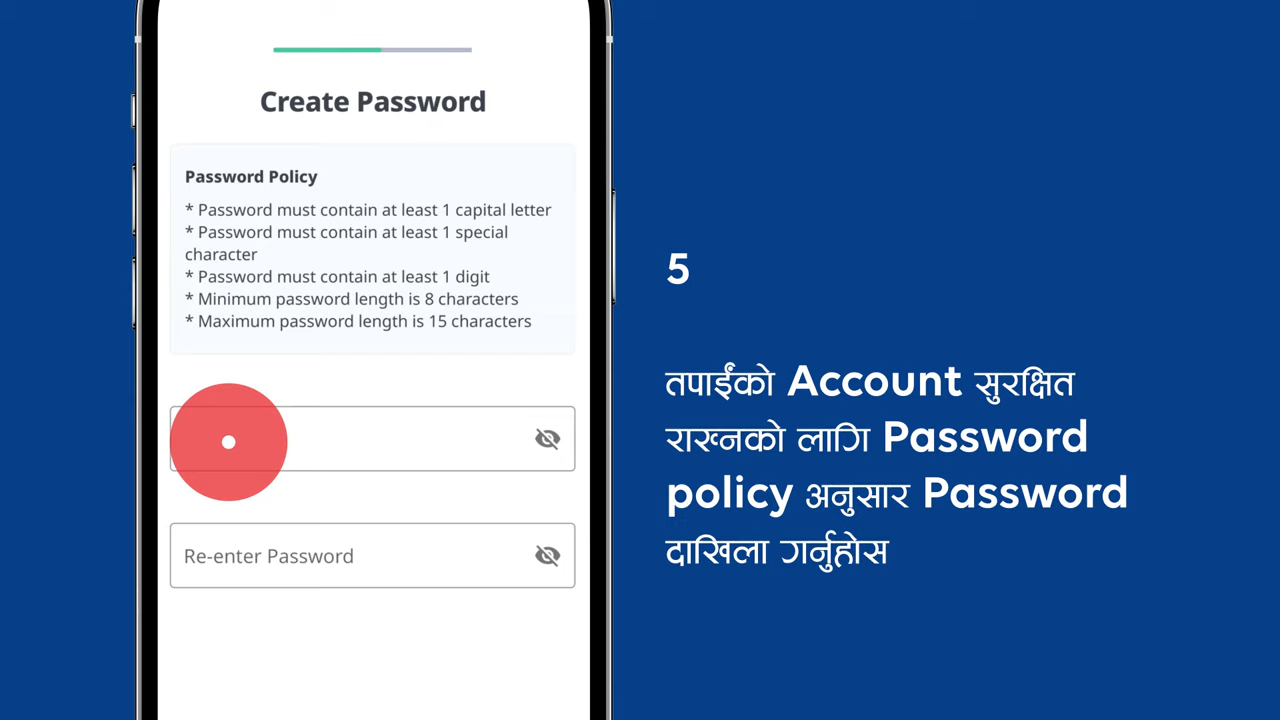 Create Password
Password Policy
* Password must contain at least 1 capital letter
* Password must contain at least 1 special
character
* Password must contain at least 1 digit
* Minimum password length is 8 characters
* Maximum password length is 15 characters
Re-enter Password
5
तपाईंको Account सुरक्षित
राख्नको लागि Password
policy अनुसार Password
दाखिला गर्नुहोस